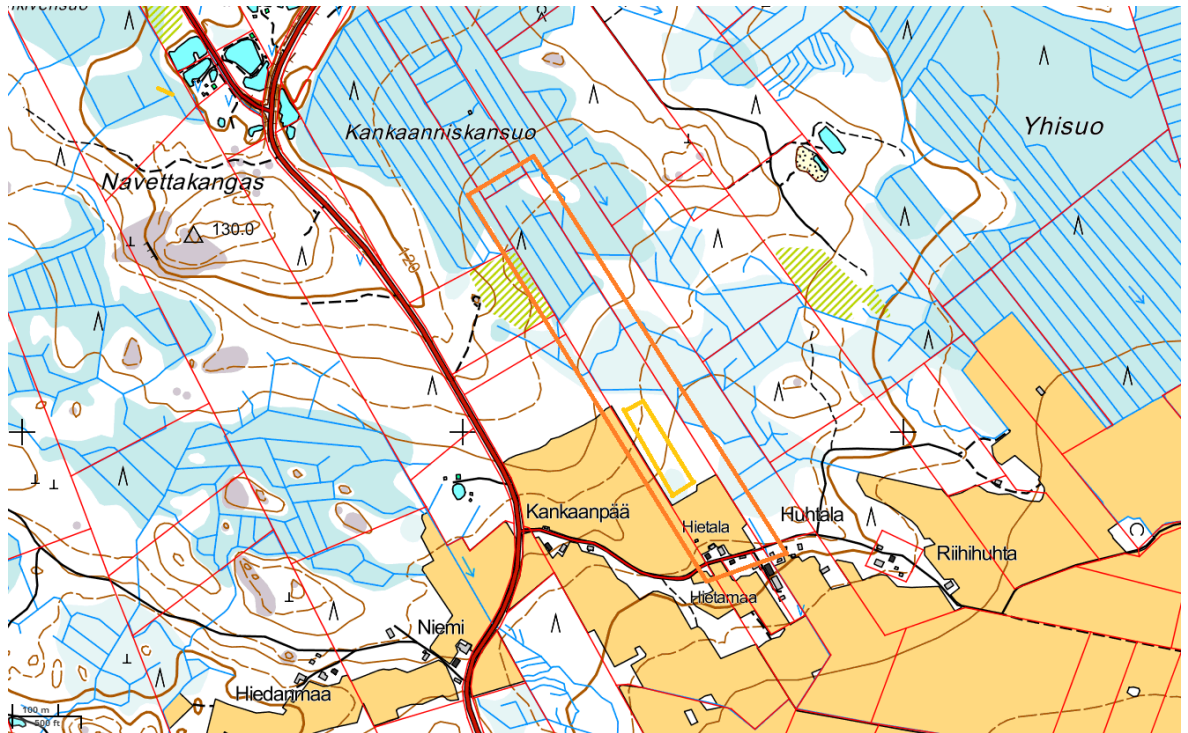 Kankaanniskansuo
Yhisuo
Navettakangas
130.0
120
Kankaanpää
Hietala
Huhtala
Riihihuhta
Hietamaa
Niemi
Hiedanmaa
100 m
500 ft